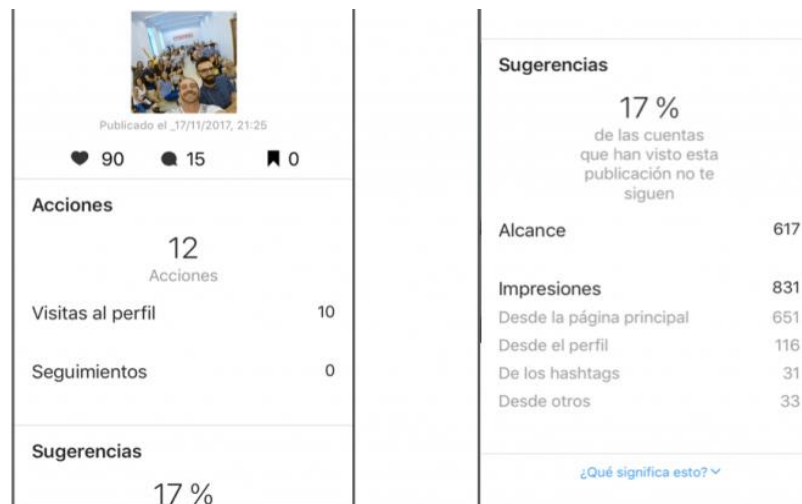 Publicado el _17/11/2017, 21:25
90 15 0
Acciones
12
Acciones
Visitas al perfil 10
Seguimientos 0
Sugerencias
17 %
Sugerencias
17 %
de las cuentas
que han visto esta
publicación no te
siguen
Alcance 617
Impresiones 831
Desde la página principal 651
Desde el perfil 116
De los hashtags 31
Desde otros 33
¿Qué significa esto?